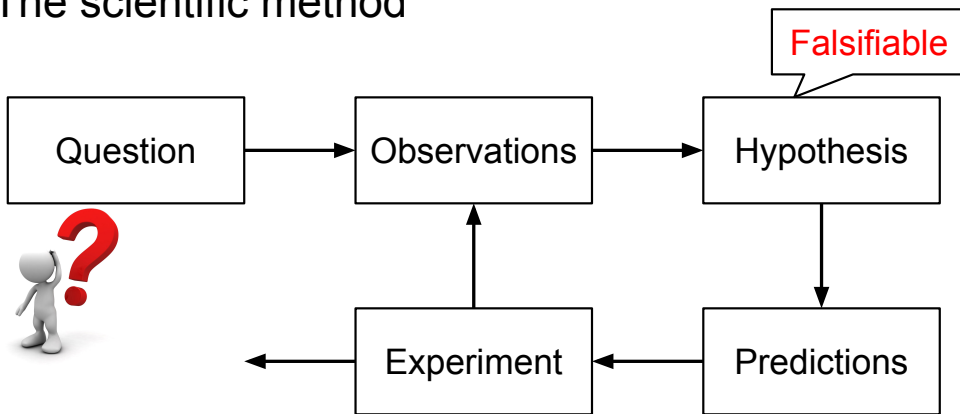 The scientific method
Falsifiable
Question
Observations
Hypothesis
Experiment
Predictions